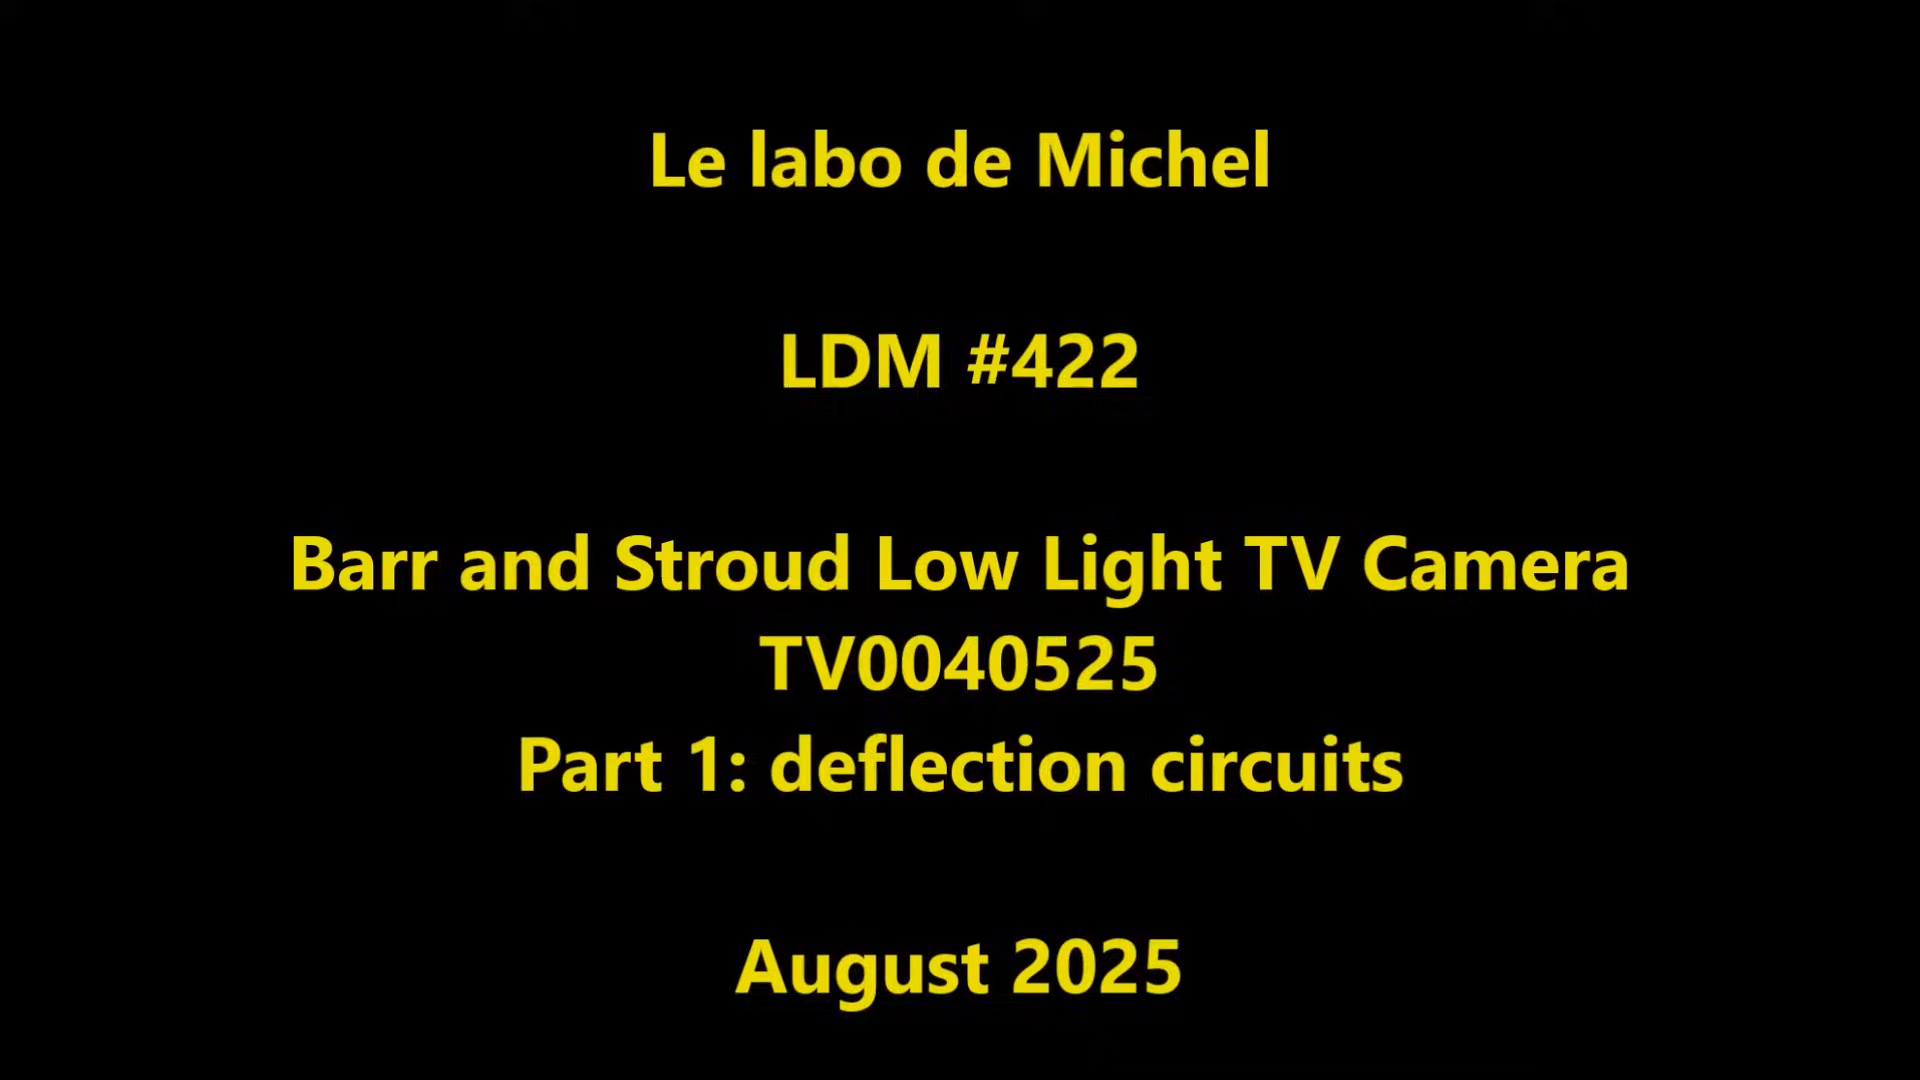 Le labo de Michel
LDM #422
Barr and Stroud Low Light TV Camera
TV0040525
Part 1: deflection circuits
August 2025